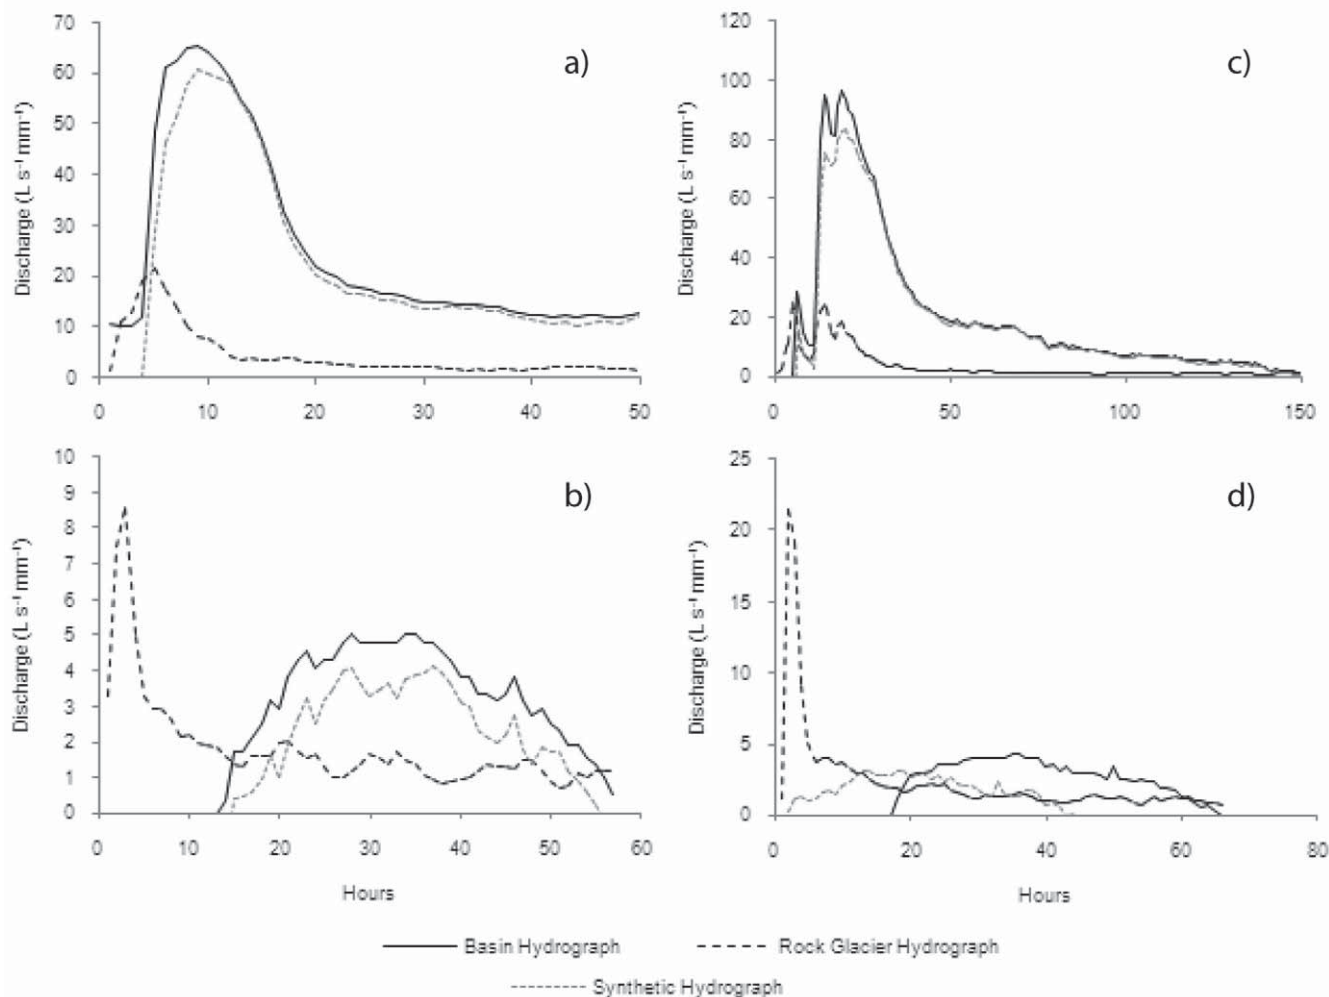 a)
Discharge (L s⁻¹ mm⁻¹)
70
60
50
40
30
20
10
0
0 10 20 30 40 50
c)
Discharge (L s⁻¹ mm⁻¹)
120
100
80
60
40
20
0
0 50 100 150
b)
Discharge (L s⁻¹ mm⁻¹)
10
9
8
7
6
5
4
3
2
1
0
0 10 20 30 40 50 60
Hours
d)
Discharge (L s⁻¹ mm⁻¹)
25
20
15
10
5
0
0 20 40 60 80
Hours
Basin Hydrograph
Rock Glacier Hydrograph
Synthetic Hydrograph